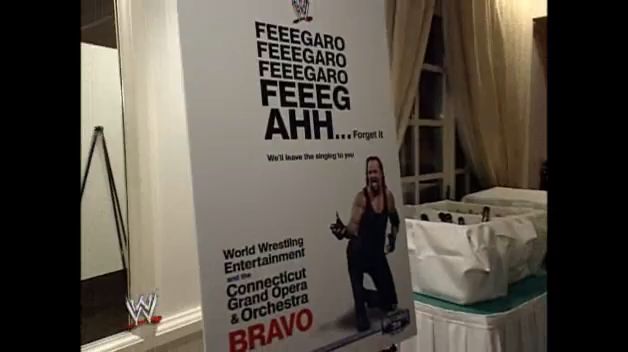 FEEEGARO
FEEEGARO
FEEEGARO
FEEEG
AHH... Forget It
We'll leave the singing to you
World Wrestling
Entertainment
and the
Connecticut
Grand Opera
& Orchestra
BRAVO
W